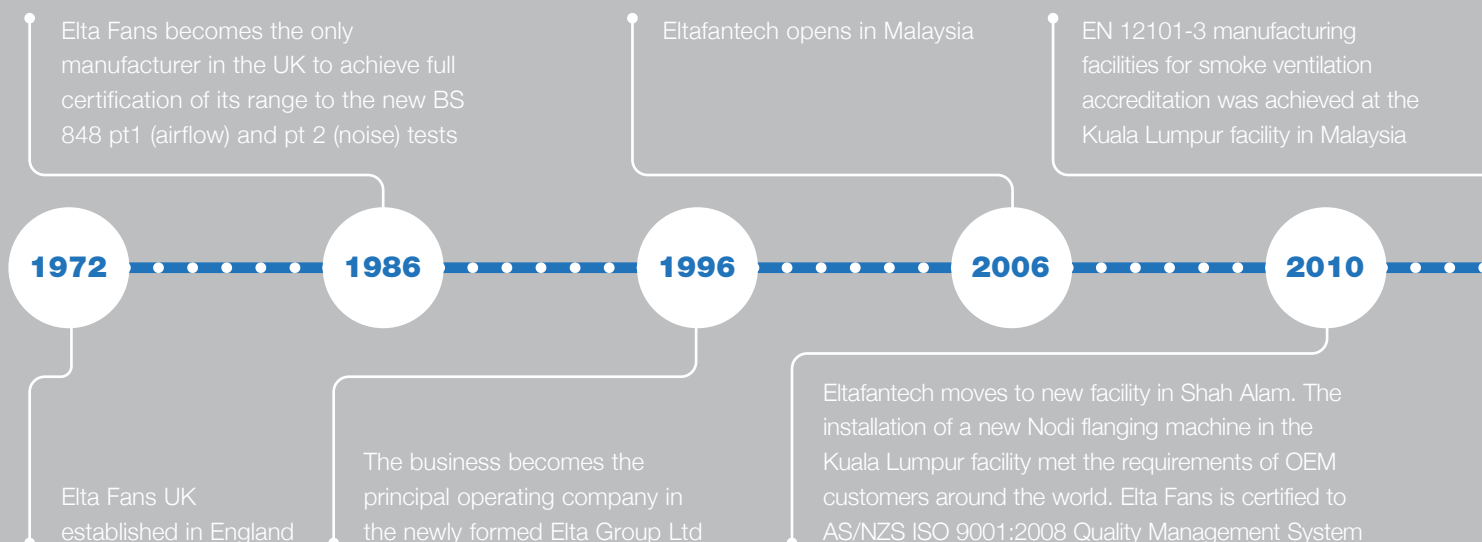 Elta Fans becomes the only
manufacturer in the UK to achieve full
certification of its range to the new BS
848 pt1 (airflow) and pt 2 (noise) tests
Eltafantech opens in Malaysia
EN 12101-3 manufacturing
facilities for smoke ventilation
accreditation was achieved at the
Kuala Lumpur facility in Malaysia
1972
1986
1996
2006
2010
Elta Fans UK
established in England
The business becomes the
principal operating company in
the newly formed Elta Group Ltd
Eltafantech moves to new facility in Shah Alam. The
installation of a new Nodi flanging machine in the
Kuala Lumpur facility met the requirements of OEM
customers around the world. Elta Fans is certified to
AS/NZS ISO 9001:2008 Quality Management System